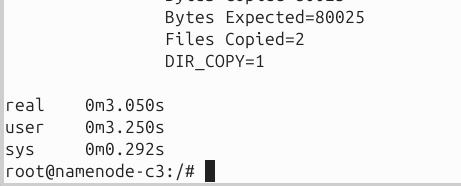 Bytes Expected=80025
Files Copied=2
DIR_COPY=1
real 0m3.050s
user 0m3.250s
sys 0m0.292s
root@namenode-c3:/#